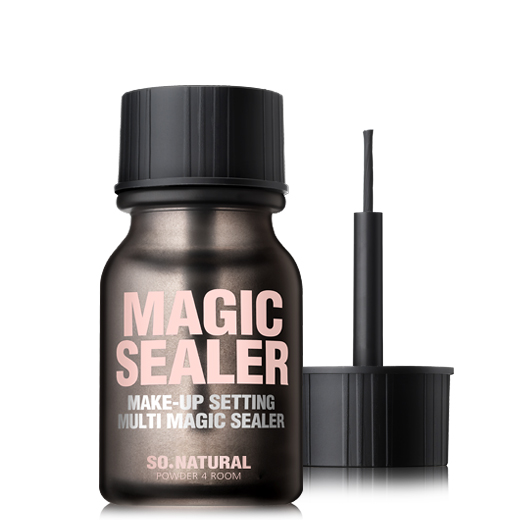 MAGIC
SEALER
MAKE-UP SETTING
MULTI MAGIC SEALER
SO.NATURAL
POWDER 4 ROOM